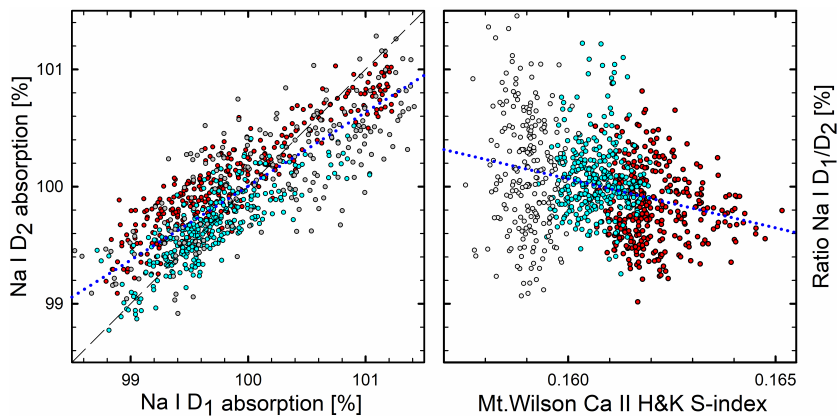 101
100
99
Na I D2 absorption [%]
99
100
101
Na I D1 absorption [%]
0.160
0.165
Mt.Wilson Ca II H&K S-index
Ratio Na I D1/D2 [%]